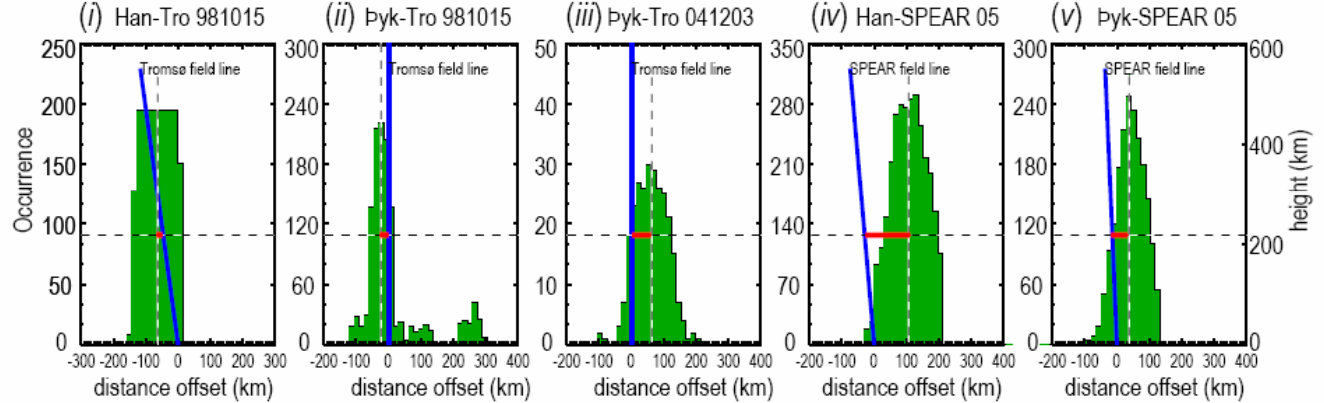 (i) Han-Tro 981015
(ii) Þyk-Tro 981015
(iii) Þyk-Tro 041203
(iv) Han-SPEAR 05
(v) Þyk-SPEAR 05
Occurrence
250
200
150
100
50
0
Tromsø field line
-300 -200 -100 0 100 200 300
distance offset (km)
300
240
180
120
60
0
Tromsø field line
-200 -100 0 100 200 300 400
distance offset (km)
50
40
30
20
10
0
Tromsø field line
-200 -100 0 100 200 300 400
distance offset (km)
350
280
210
140
70
0
SPEAR field line
-200 -100 0 100 200 300 400
distance offset (km)
300
240
180
120
60
0
SPEAR field line
-200 -100 0 100 200 300 400
distance offset (km)
600
400
200
0
height (km)